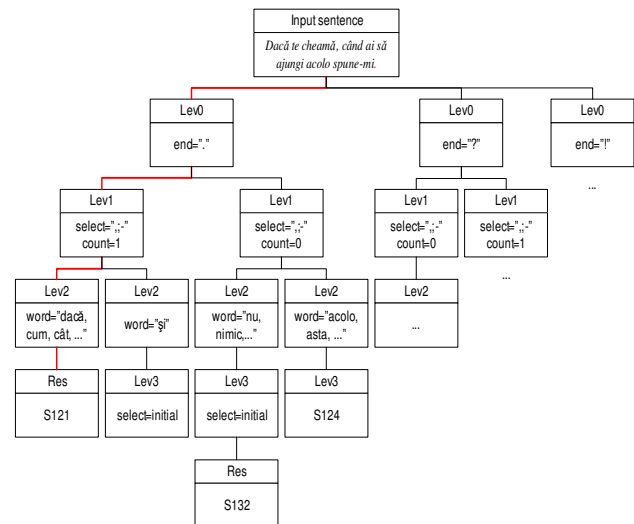 Input sentence
Dacă te cheamă, când ai să
ajungi acolo spune-mi.
Lev0
end="."
Lev0
end="?"
Lev0
end="!"
...
Lev1
select=",;-"
count=1
Lev1
select=",;-"
count=0
Lev1
select=",;-"
count=0
Lev1
select=",;-"
count=1
...
Lev2
word="dacă,
cum, cât, ..."
Lev2
word="şi"
Lev2
word="nu,
nimic,..."
Lev2
word="acolo,
asta, ..."
Lev2
...
Res
S121
Lev3
select=initial
Lev3
select=initial
Lev3
S124
Res
S132